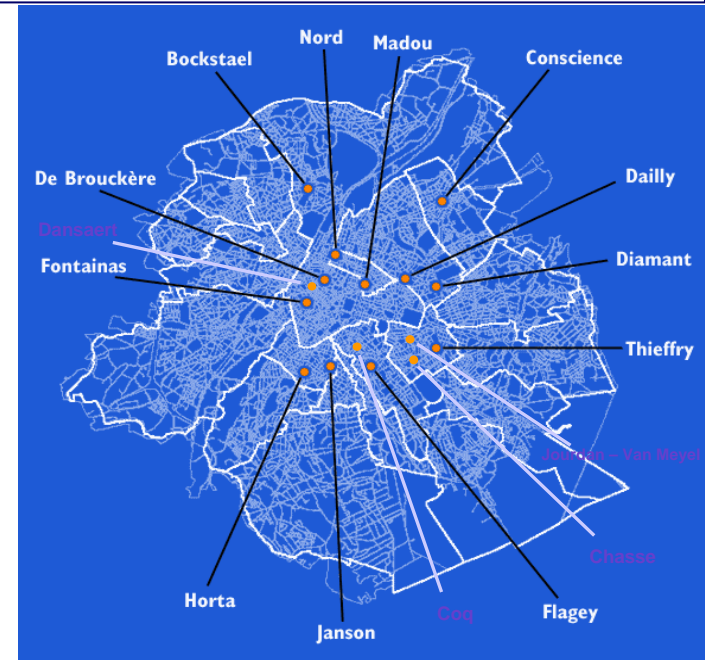 Nord
Madou
Bockstael
Conscience
De Brouckère
Dailly
Dansaert
Fontainas
Diamant
Thieffry
Jourdan – Van Meyel
Chasse
Horta
Coq
Flagey
Janson